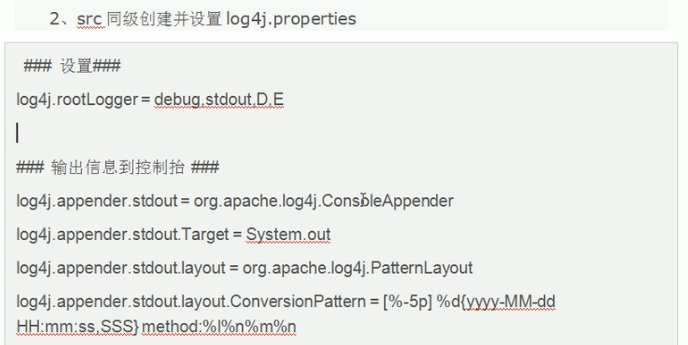 2、src 同级创建并设置 log4j.properties
### 设置###
log4j.rootLogger = debug,stdout,D,E
### 输出信息到控制抬 ###
log4j.appender.stdout = org.apache.log4j.ConsoleAppender
log4j.appender.stdout.Target = System.out
log4j.appender.stdout.layout = org.apache.log4j.PatternLayout
log4j.appender.stdout.layout.ConversionPattern = [%-5p] %d{yyyy-MM-dd
HH:mm:ss,SSS} method:%l%n%m%n